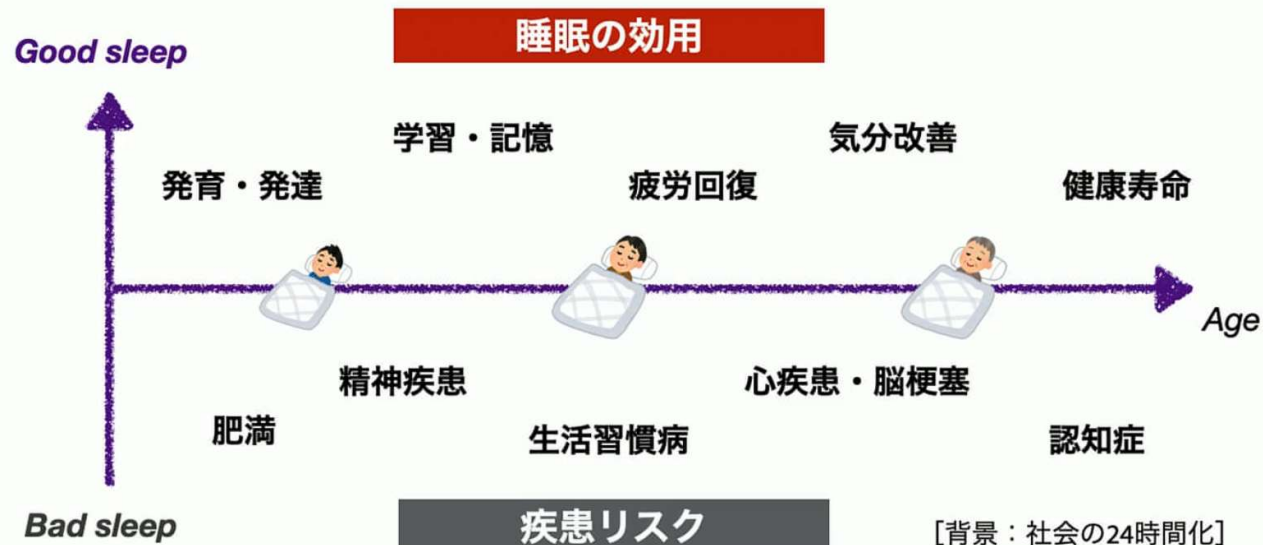 睡眠の効用
Good sleep
学習・記憶
気分改善
発育・発達
疲労回復
健康寿命
Age
精神疾患
心疾患・脳梗塞
肥満
生活習慣病
認知症
疾患リスク
Bad sleep
[背景：社会の24時間化]